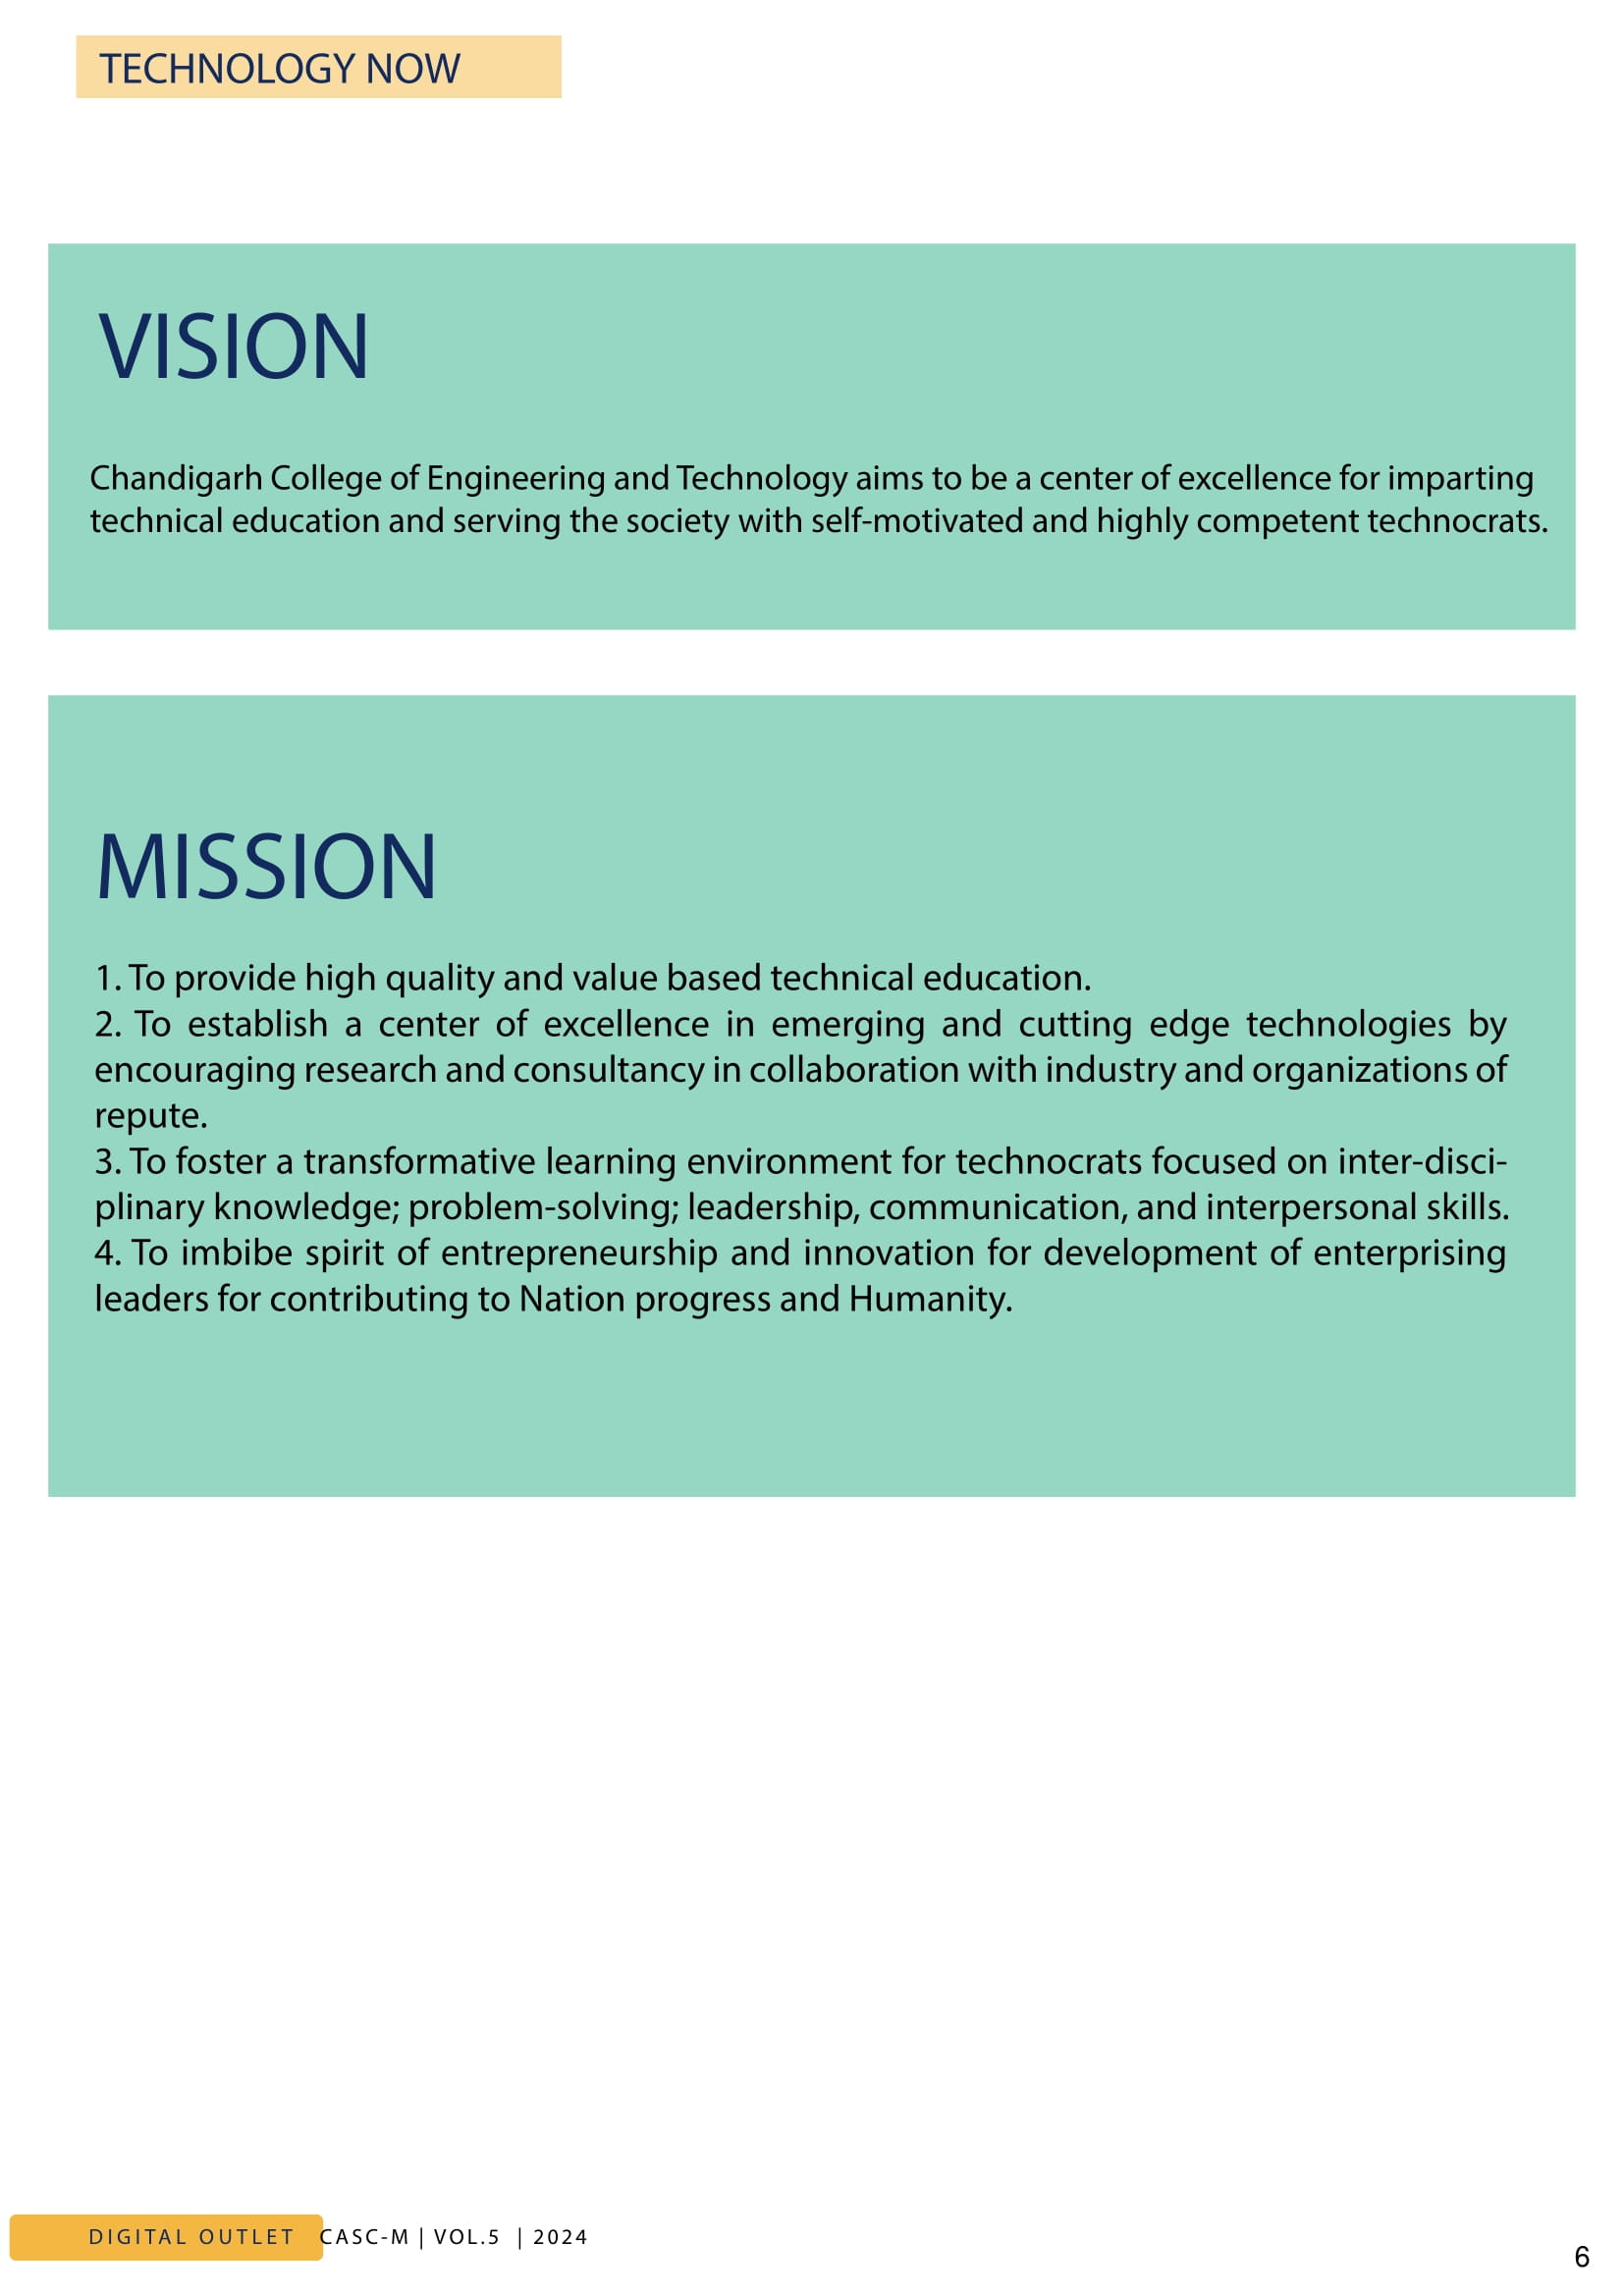 TECHNOLOGY NOW
VISION
Chandigarh College of Engineering and Technology aims to be a center of excellence for imparting
technical education and serving the society with self-motivated and highly competent technocrats.
MISSION
1. To provide high quality and value based technical education.
2. To establish a center of excellence in emerging and cutting edge technologies by
encouraging research and consultancy in collaboration with industry and organizations of
repute.
3. To foster a transformative learning environment for technocrats focused on inter-disci-
plinary knowledge; problem-solving; leadership, communication, and interpersonal skills.
4. To imbibe spirit of entrepreneurship and innovation for development of enterprising
leaders for contributing to Nation progress and Humanity.
DIGITAL OUTLET CASC-M | VOL.5 | 2024
6